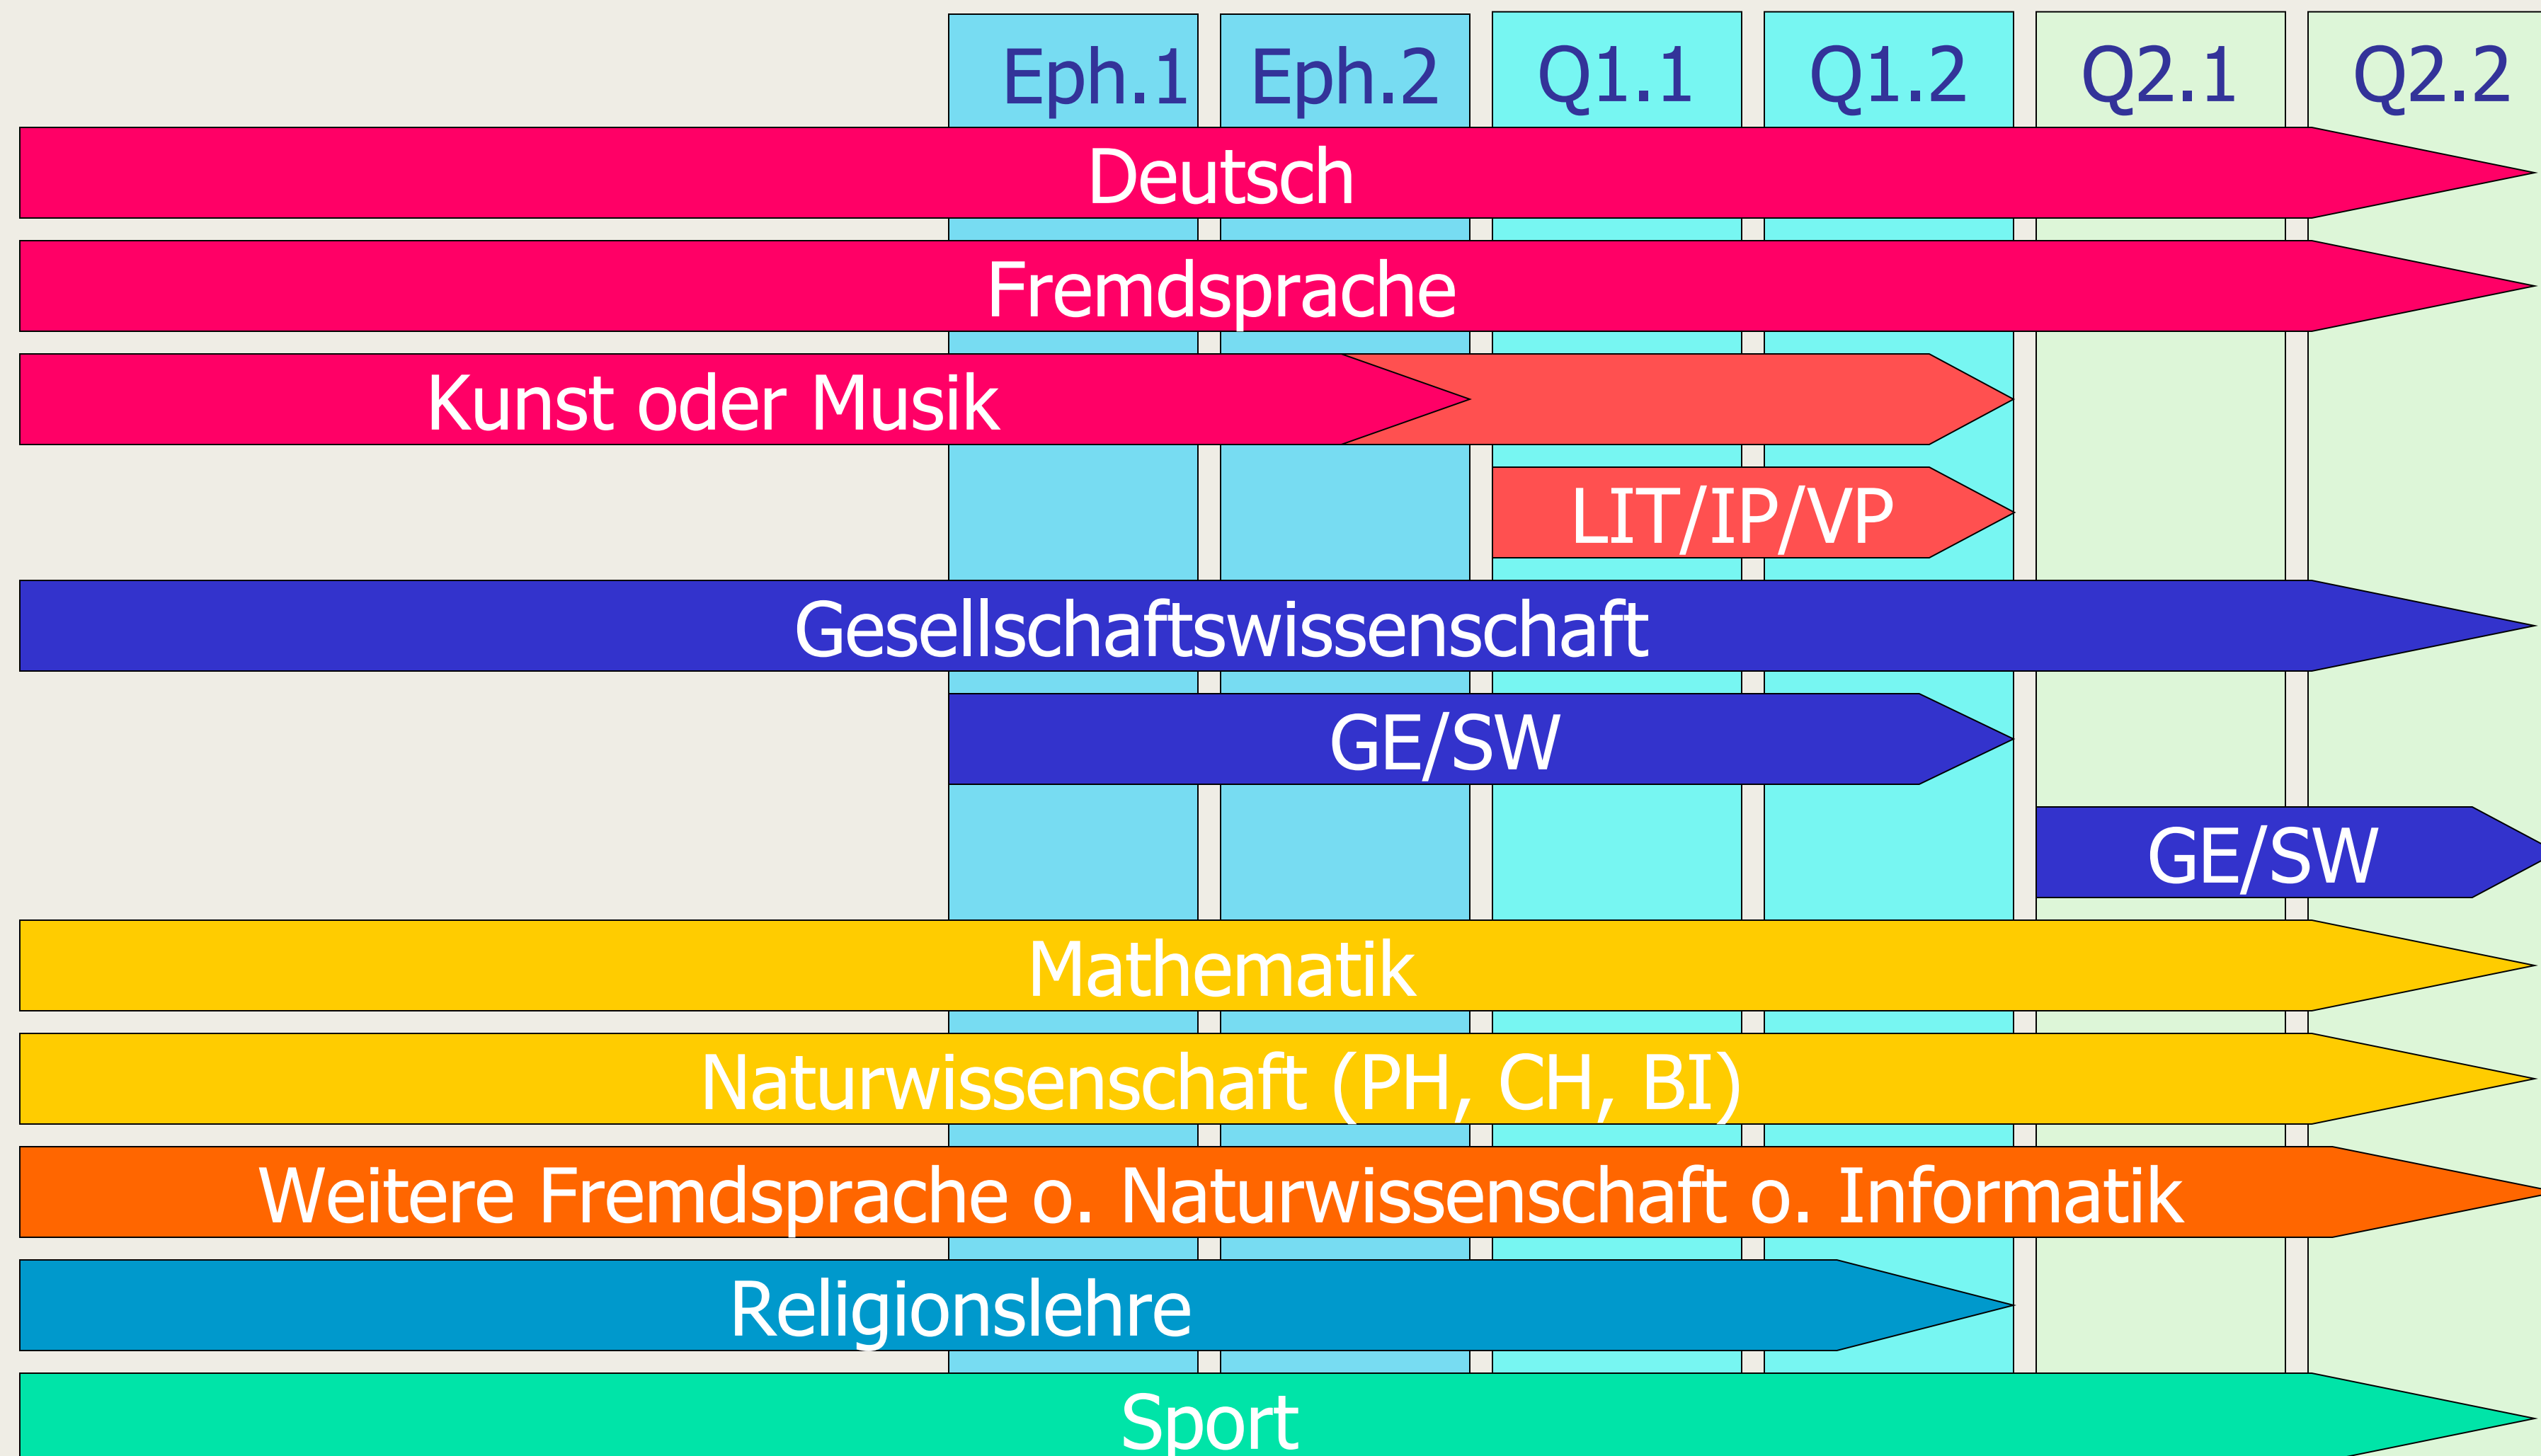 Eph.1 Eph.2 Q1.1 Q1.2 Q2.1 Q2.2
Deutsch
Fremdsprache
Kunst oder Musik
LIT/IP/VP
Gesellschaftswissenschaft
GE/SW
GE/SW
Mathematik
Naturwissenschaft (PH, CH, BI)
Weitere Fremdsprache o. Naturwissenschaft o. Informatik
Religionslehre
Sport